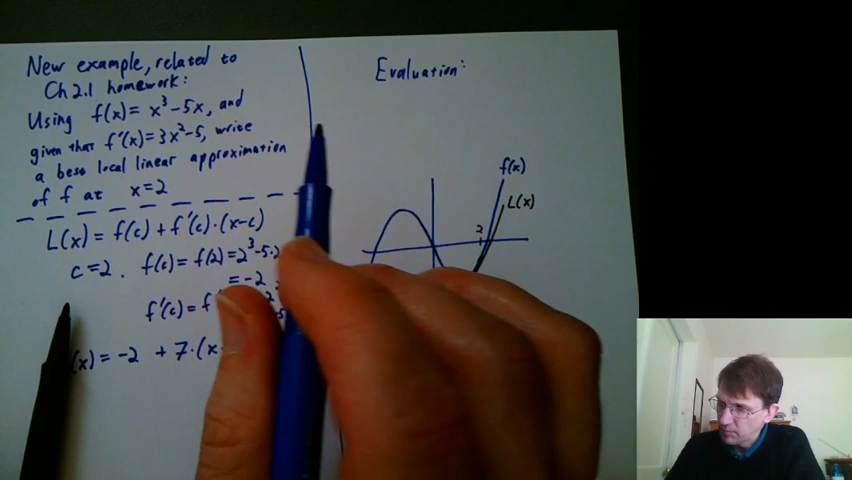 New example, related to
Ch 2.1 homework:
Using f(x) = x³-5x, and
given that f'(x) = 3x²-5, write
a best local linear approximation
of f at x=2
L(x) = f(c) + f'(c)·(x-c)
c=2. f(c) = f(2) = 2³-5·2
= -2
f'(c) = f'
(x) = -2 + 7·(x-
Evaluation:
f(x)
L(x)
2